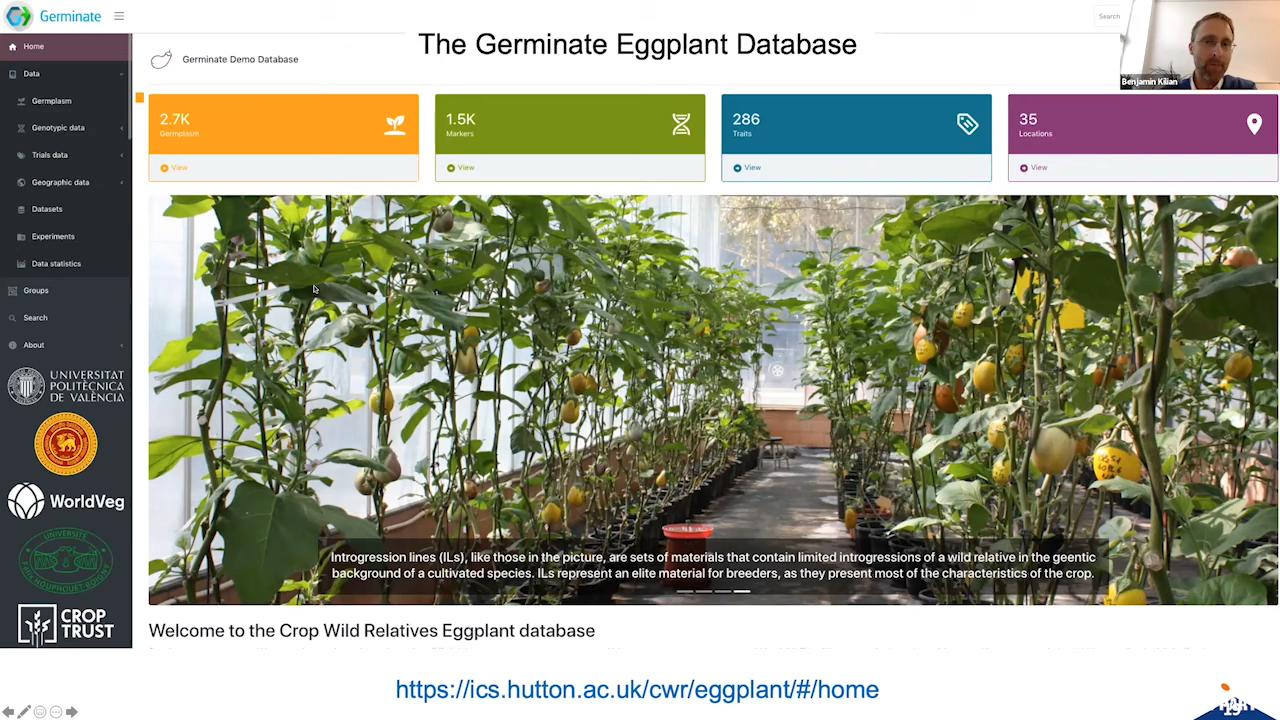 Germinate
Search
The Germinate Eggplant Database
Benjamin Kilian
Home
Germinate Demo Database
Data
Germplasm
Genotypic data
Trials data
Geographic data
Datasets
Experiments
Data statistics
Groups
Search
About
2.7K
Germplasm
View
1.5K
Markers
View
286
Traits
View
35
Locations
View
UNIVERSITAT
POLITÈCNICA
DE VALÈNCIA
WorldVeg
CROP
TRUST
Introgression lines (ILs), like those in the picture, are sets of materials that contain limited introgressions of a wild relative in the geentic
background of a cultivated species. ILs represent an elite material for breeders, as they present most of the characteristics of the crop.
Welcome to the Crop Wild Relatives Eggplant database
https://ics.hutton.ac.uk/cwr/eggplant/#/home
19